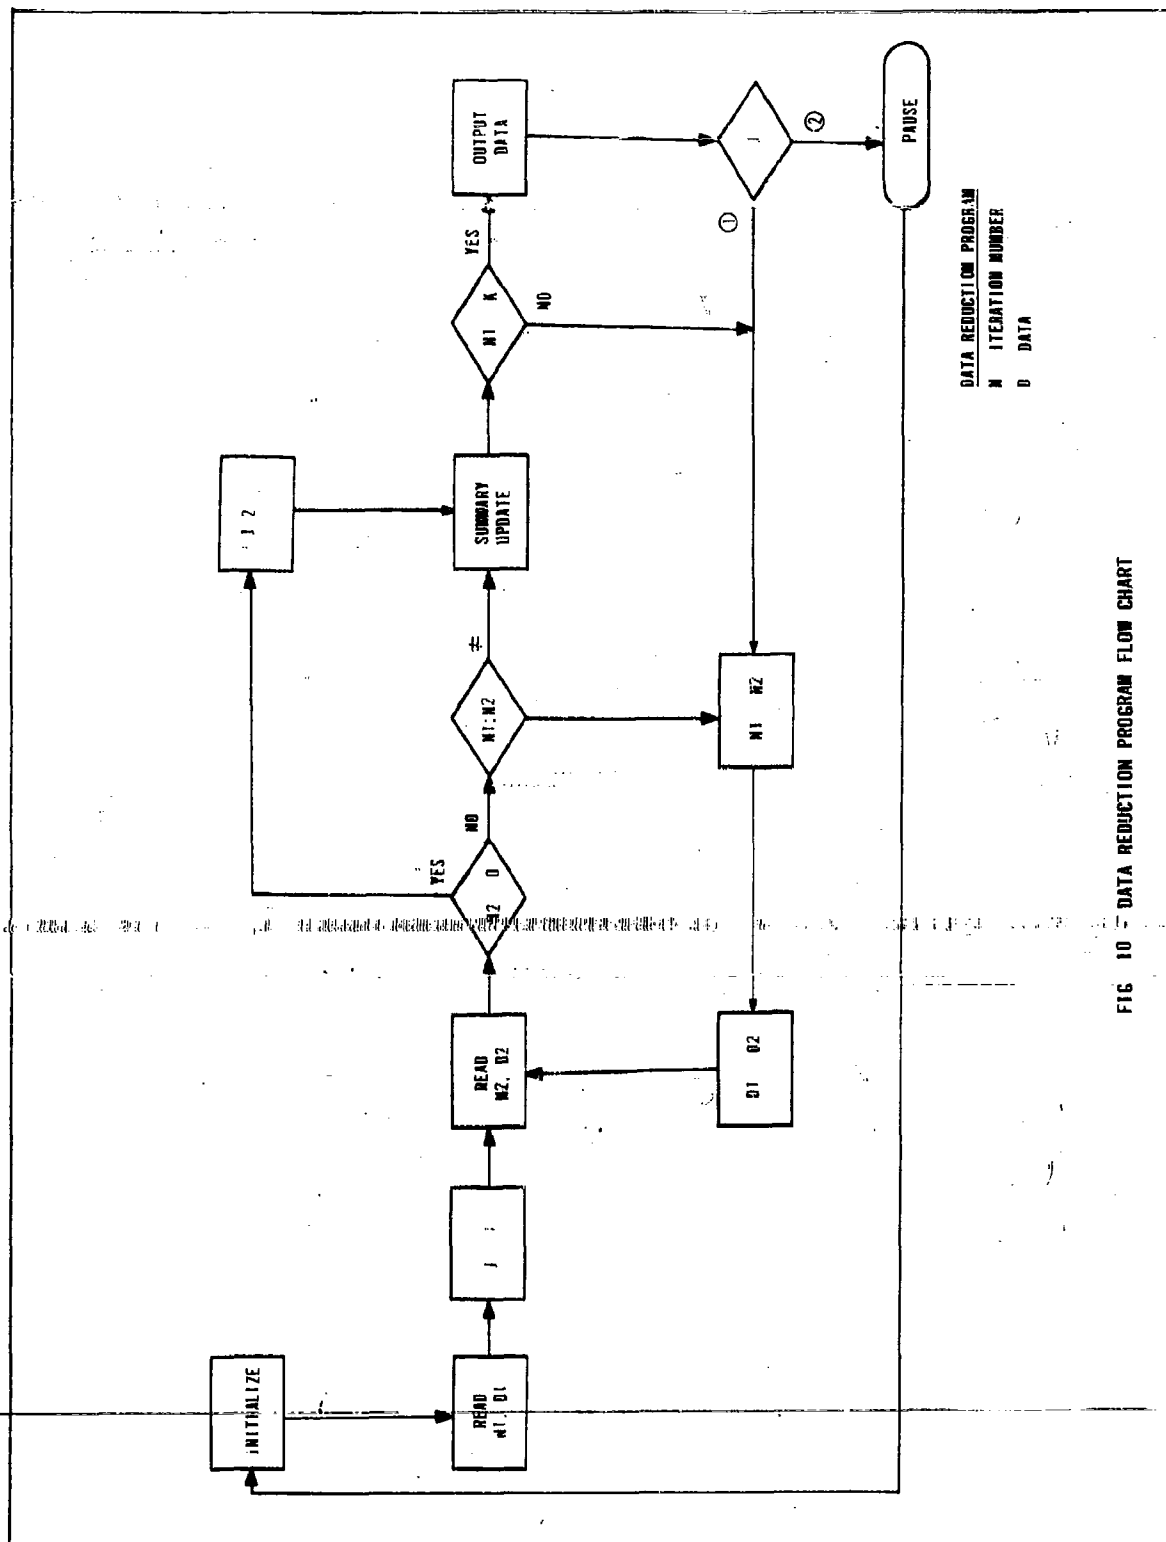 INITIALIZE
READ
N1, D1
J 1
READ
N2, D2
N2 0
YES
NO
N1:N2
≠
J 2
SUMMARY
UPDATE
N1 K
YES
NO
OUTPUT
DATA
J
①
②
PAUSE
N1 N2
D1 D2
DATA REDUCTION PROGRAM
N ITERATION NUMBER
D DATA
FIG 10 - DATA REDUCTION PROGRAM FLOW CHART